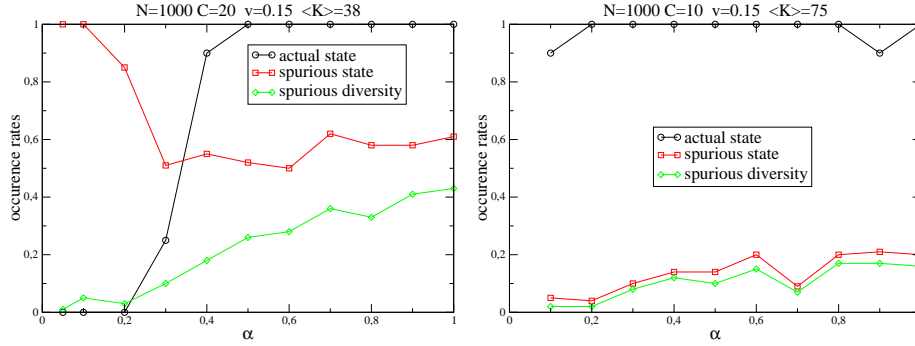 N=1000 C=20 v=0.15 <K>=38
occurence rates
1
0,8
0,6
0,4
0,2
0
actual state
spurious state
spurious diversity
0
0,2
0,4
0,6
0,8
1
α
N=1000 C=10 v=0.15 <K>=75
occurence rates
1
0,8
0,6
0,4
0,2
0
actual state
spurious state
spurious diversity
0
0,2
0,4
0,6
0,8
α